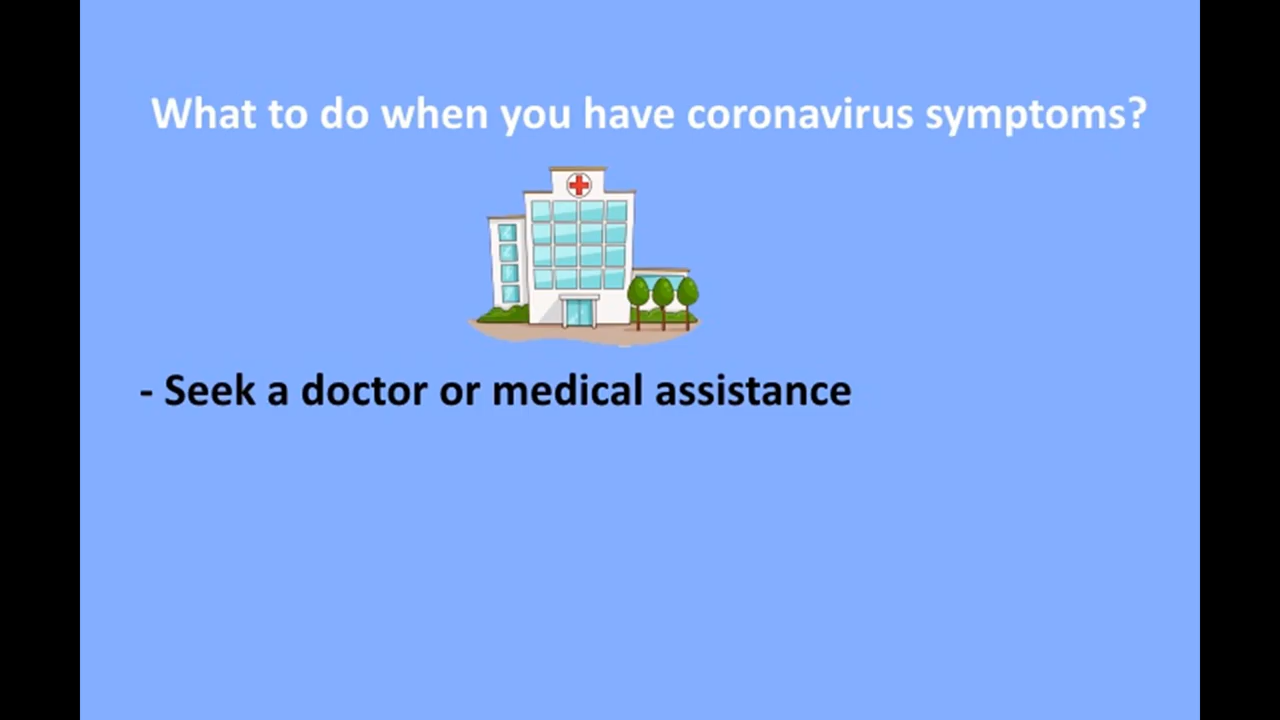 What to do when you have coronavirus symptoms?
- Seek a doctor or medical assistance